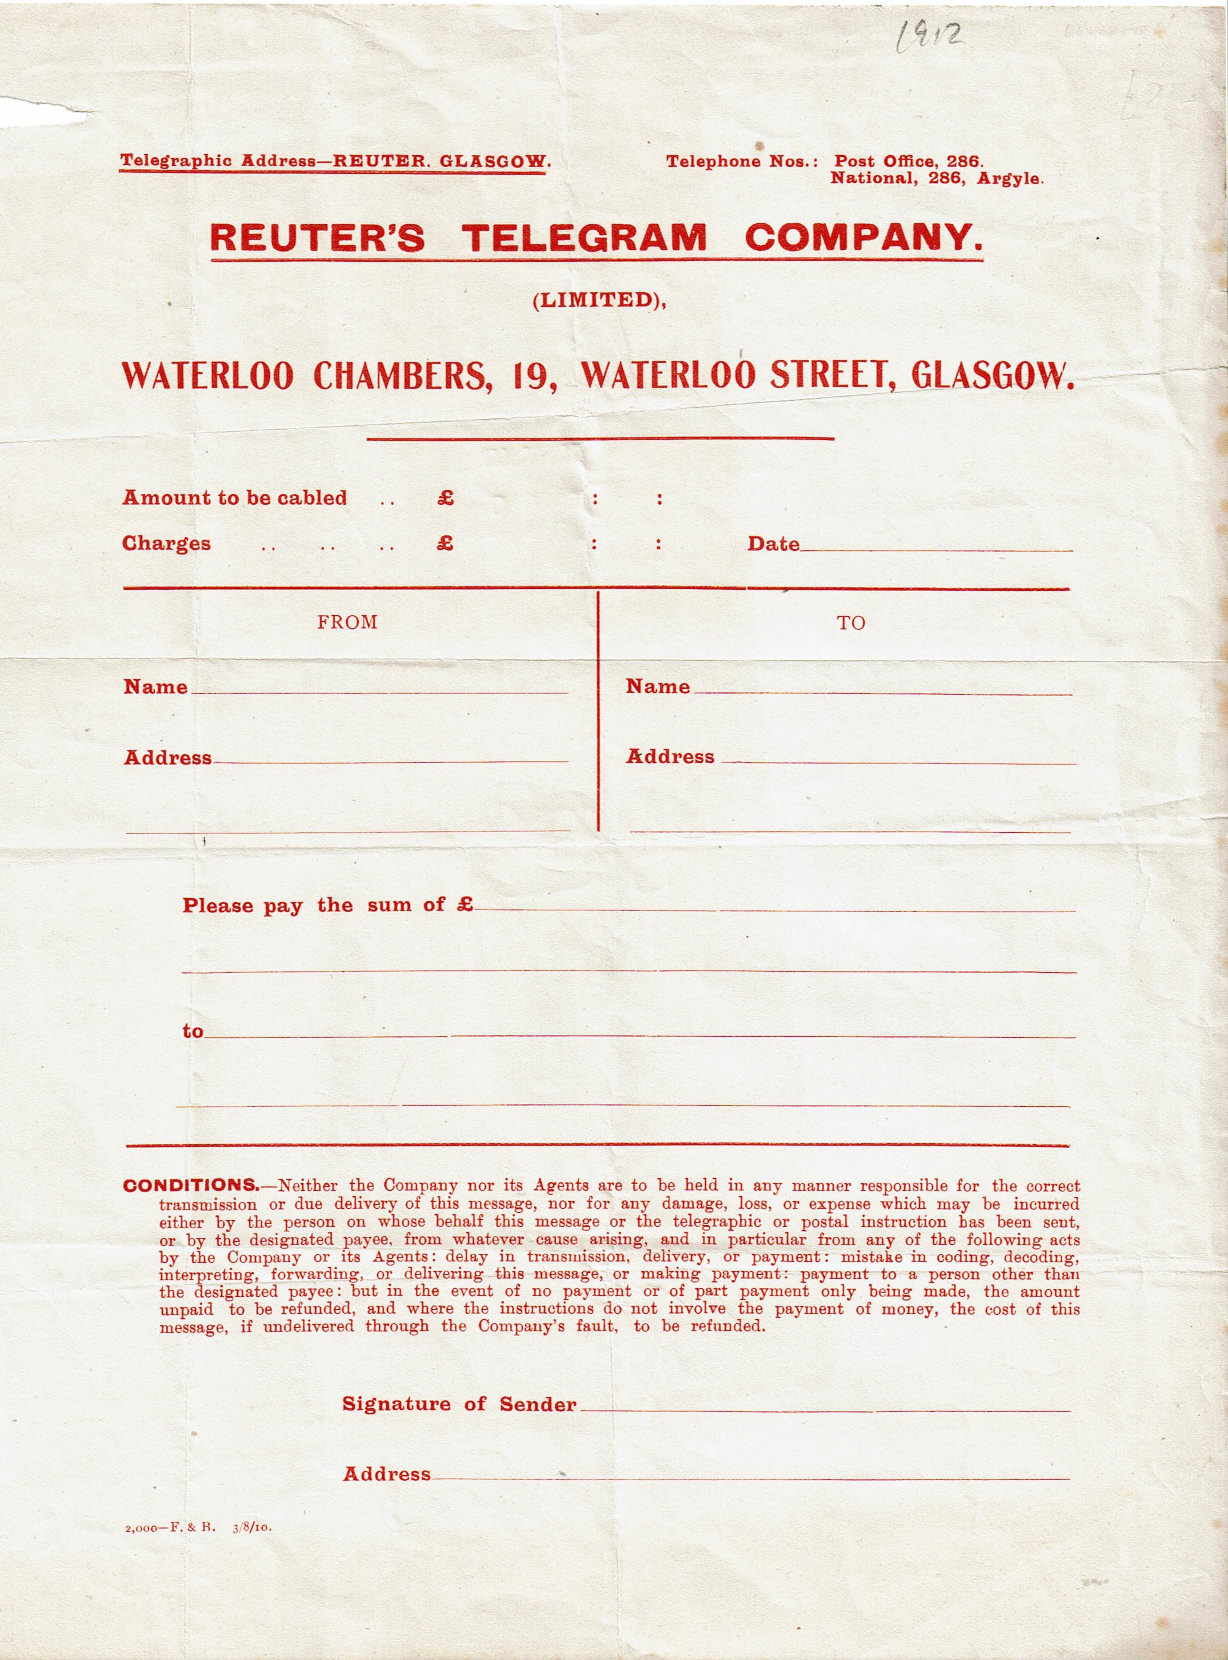 1912
Telegraphic Address—REUTER. GLASGOW.
Telephone Nos.: Post Office, 286.
National, 286, Argyle.
REUTER'S TELEGRAM COMPANY.
(LIMITED),
WATERLOO CHAMBERS, 19, WATERLOO STREET, GLASGOW.
Amount to be cabled .. £ : :
Charges .. .. .. £ : : Date
FROM
TO
Name
Name
Address
Address
Please pay the sum of £
to
CONDITIONS.—Neither the Company nor its Agents are to be held in any manner responsible for the correct
transmission or due delivery of this message, nor for any damage, loss, or expense which may be incurred
either by the person on whose behalf this message or the telegraphic or postal instruction has been sent,
or by the designated payee, from whatever cause arising, and in particular from any of the following acts
by the Company or its Agents: delay in transmission, delivery, or payment: mistake in coding, decoding,
interpreting, forwarding, or delivering this message, or making payment: payment to a person other than
the designated payee: but in the event of no payment or of part payment only being made, the amount
unpaid to be refunded, and where the instructions do not involve the payment of money, the cost of this
message, if undelivered through the Company's fault, to be refunded.
Signature of Sender
Address
2,000—F. & B. 3/8/10.